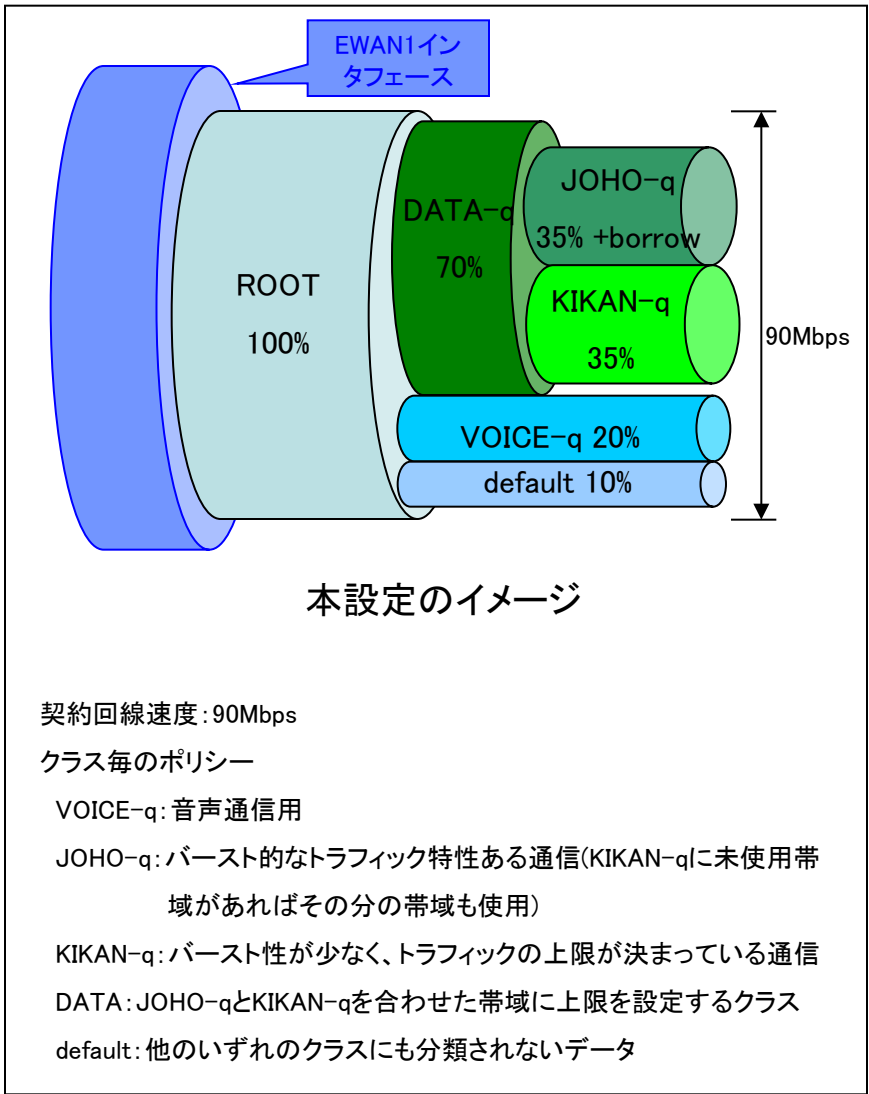 EWAN1イン
タフェース
ROOT
100%
DATA-q
70%
JOHO-q
35% +borrow
KIKAN-q
35%
VOICE-q 20%
default 10%
90Mbps
本設定のイメージ
契約回線速度：90Mbps
クラス毎のポリシー
VOICE-q：音声通信用
JOHO-q：バースト的なトラフィック特性ある通信(KIKAN-qに未使用帯
域があればその分の帯域も使用)
KIKAN-q：バースト性が少なく、トラフィックの上限が決まっている通信
DATA：JOHO-qとKIKAN-qを合わせた帯域に上限を設定するクラス
default：他のいずれのクラスにも分類されないデータ